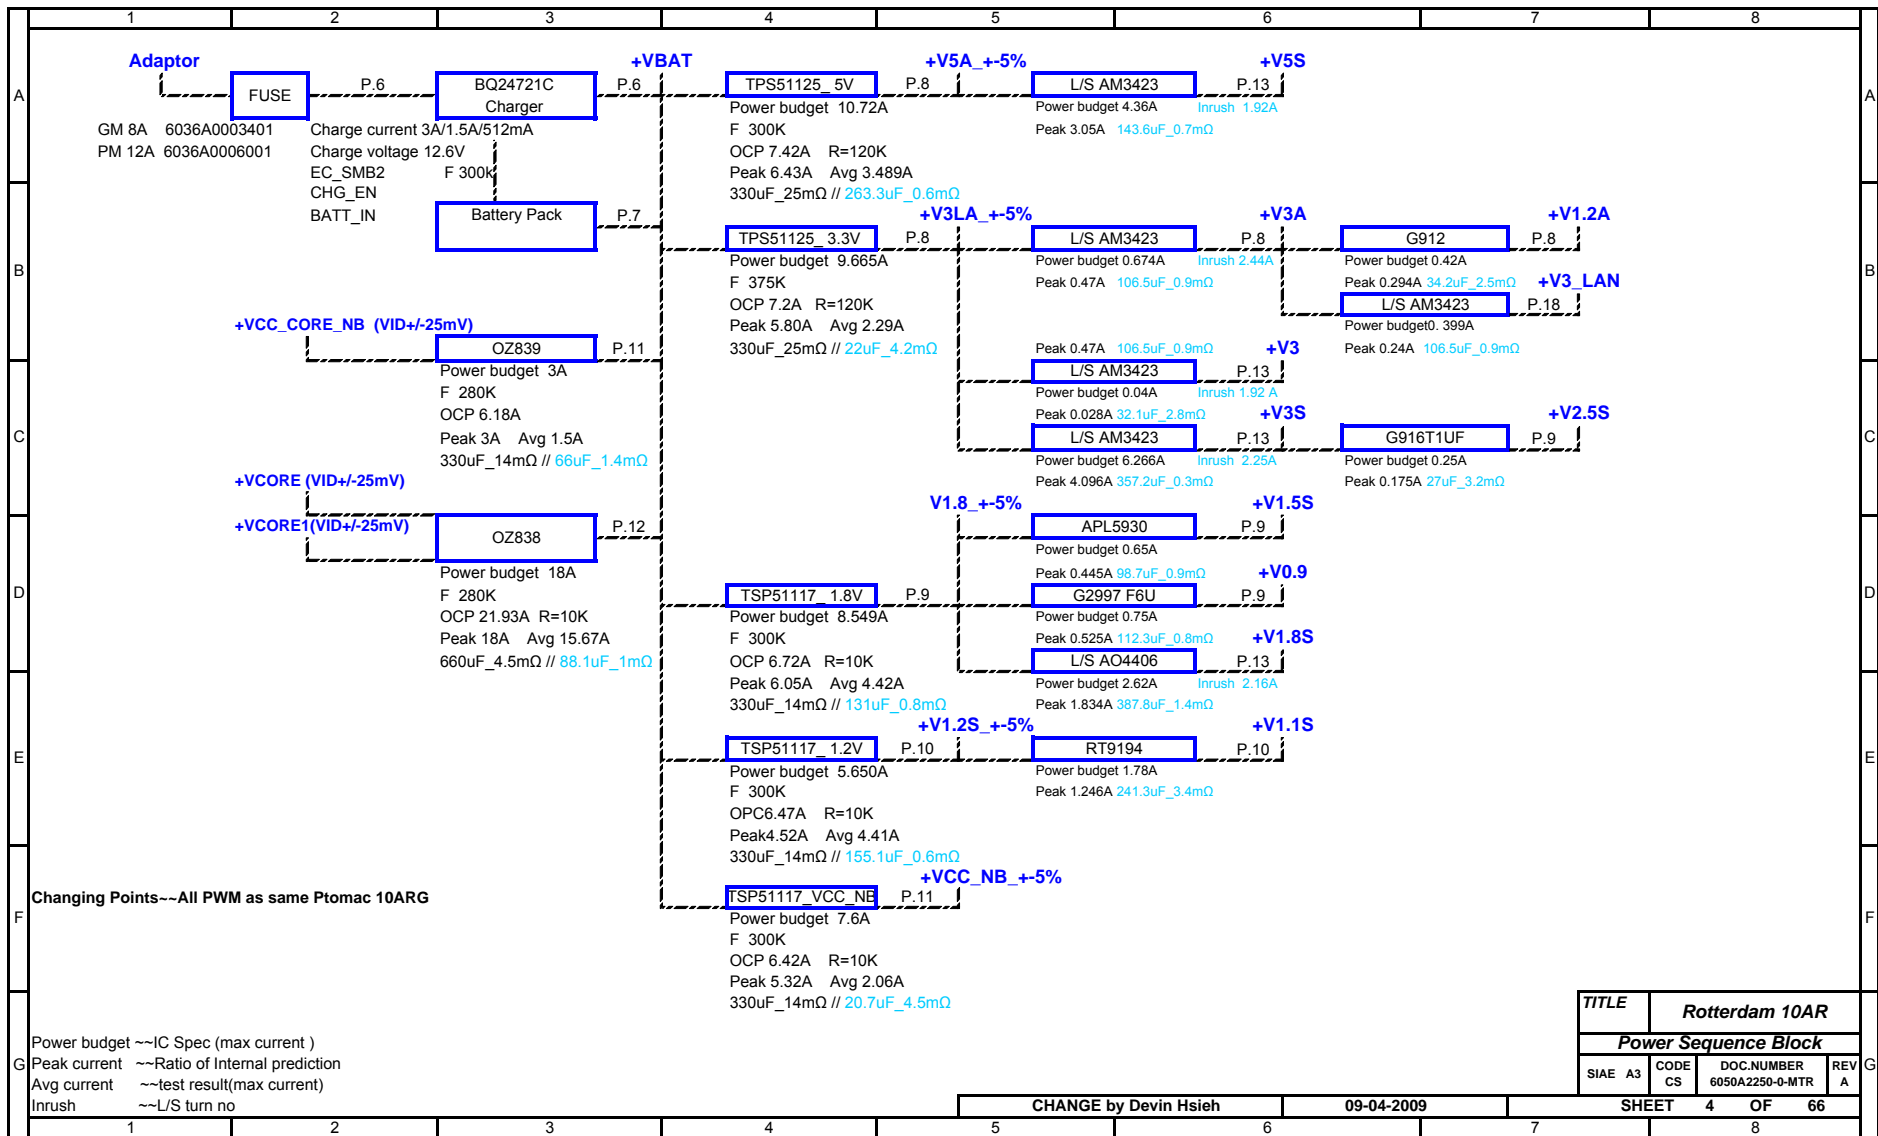 1 2 3 4 5 6 7 8
A A
B B
C C
D D
E E
F F
G G
Adaptor
FUSE
P.6
GM 8A 6036A0003401
PM 12A 6036A0006001
BQ24721C
Charger
P.6
Charge current 3A/1.5A/512mA
Charge voltage 12.6V
EC_SMB2 F 300k
CHG_EN
BATT_IN
Battery Pack
P.7
+VBAT
+VCC_CORE_NB (VID+/-25mV)
OZ839
P.11
Power budget 3A
F 280K
OCP 6.18A
Peak 3A Avg 1.5A
330uF_14mΩ // 66uF_1.4mΩ
+VCORE (VID+/-25mV)
+VCORE1(VID+/-25mV)
OZ838
P.12
Power budget 18A
F 280K
OCP 21.93A R=10K
Peak 18A Avg 15.67A
660uF_4.5mΩ // 88.1uF_1mΩ
TPS51125_ 5V
P.8
+V5A_+-5%
Power budget 10.72A
F 300K
OCP 7.42A R=120K
Peak 6.43A Avg 3.489A
330uF_25mΩ // 263.3uF_0.6mΩ
L/S AM3423
P.13
+V5S
Power budget 4.36A
Inrush 1.92A
Peak 3.05A 143.6uF_0.7mΩ
TPS51125_ 3.3V
P.8
+V3LA_+-5%
Power budget 9.665A
F 375K
OCP 7.2A R=120K
Peak 5.80A Avg 2.29A
330uF_25mΩ // 22uF_4.2mΩ
L/S AM3423
P.8
+V3A
Power budget 0.674A
Inrush 2.44A
Peak 0.47A 106.5uF_0.9mΩ
G912
P.8
+V1.2A
Power budget 0.42A
Peak 0.294A 34.2uF_2.5mΩ
+V3_LAN
L/S AM3423
P.18
Power budget0. 399A
Peak 0.24A 106.5uF_0.9mΩ
Peak 0.47A 106.5uF_0.9mΩ
+V3
L/S AM3423
P.13
Power budget 0.04A
Inrush 1.92 A
Peak 0.028A 32.1uF_2.8mΩ
+V3S
L/S AM3423
P.13
Power budget 6.266A
Inrush 2.25A
Peak 4.096A 357.2uF_0.3mΩ
G916T1UF
P.9
+V2.5S
Power budget 0.25A
Peak 0.175A 27uF_3.2mΩ
V1.8_+-5%
APL5930
P.9
+V1.5S
Power budget 0.65A
Peak 0.445A 98.7uF_0.9mΩ
+V0.9
TSP51117_ 1.8V
P.9
Power budget 8.549A
F 300K
OCP 6.72A R=10K
Peak 6.05A Avg 4.42A
330uF_14mΩ // 131uF_0.8mΩ
G2997 F6U
P.9
Power budget 0.75A
Peak 0.525A 112.3uF_0.8mΩ
+V1.8S
L/S AO4406
P.13
Power budget 2.62A
Inrush 2.16A
Peak 1.834A 387.8uF_1.4mΩ
+V1.2S_+-5%
TSP51117_ 1.2V
P.10
Power budget 5.650A
F 300K
OPC6.47A R=10K
Peak4.52A Avg 4.41A
330uF_14mΩ // 155.1uF_0.6mΩ
RT9194
P.10
+V1.1S
Power budget 1.78A
Peak 1.246A 241.3uF_3.4mΩ
+VCC_NB_+-5%
TSP51117_VCC_NB
P.11
Power budget 7.6A
F 300K
OCP 6.42A R=10K
Peak 5.32A Avg 2.06A
330uF_14mΩ // 20.7uF_4.5mΩ
Changing Points~~All PWM as same Ptomac 10ARG
Power budget ~~IC Spec (max current )
Peak current ~~Ratio of Internal prediction
Avg current ~~test result(max current)
Inrush ~~L/S turn no
TITLE
Rotterdam 10AR
Power Sequence Block
SIAE A3
CODE
CS
DOC.NUMBER
6050A2250-0-MTR
REV
A
CHANGE by Devin Hsieh
09-04-2009
SHEET 4 OF 66
1 2 3 4 5 6 7 8